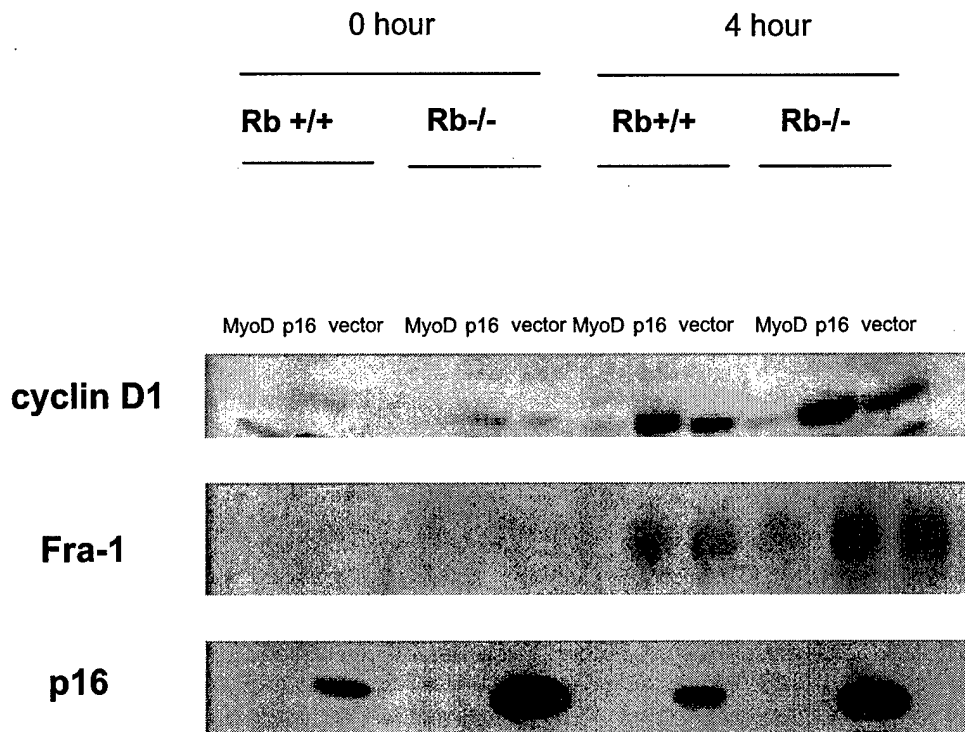 0 hour 4 hour
Rb +/+ Rb-/- Rb+/+ Rb-/-
MyoD p16 vector MyoD p16 vector MyoD p16 vector MyoD p16 vector
cyclin D1
Fra-1
p16